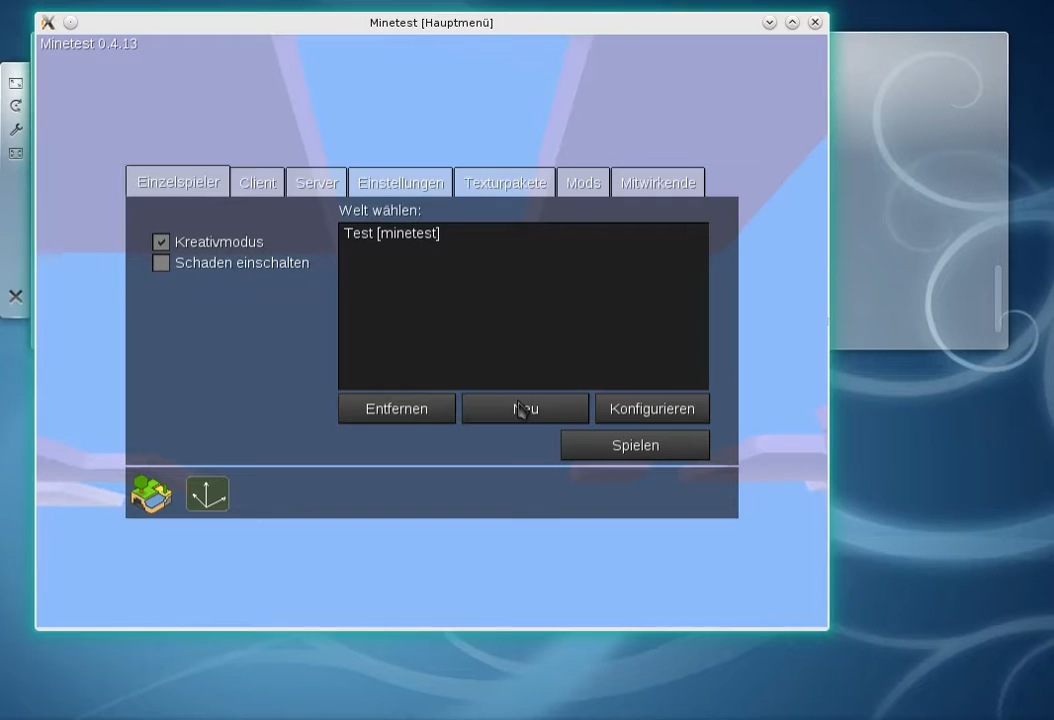 Minetest [Hauptmenü]
Minetest 0.4.13
Einzelspieler Client Server Einstellungen Texturpakete Mods Mitwirkende
Welt wählen:
Test [minetest]
Kreativmodus
Schaden einschalten
Entfernen Neu Konfigurieren
Spielen